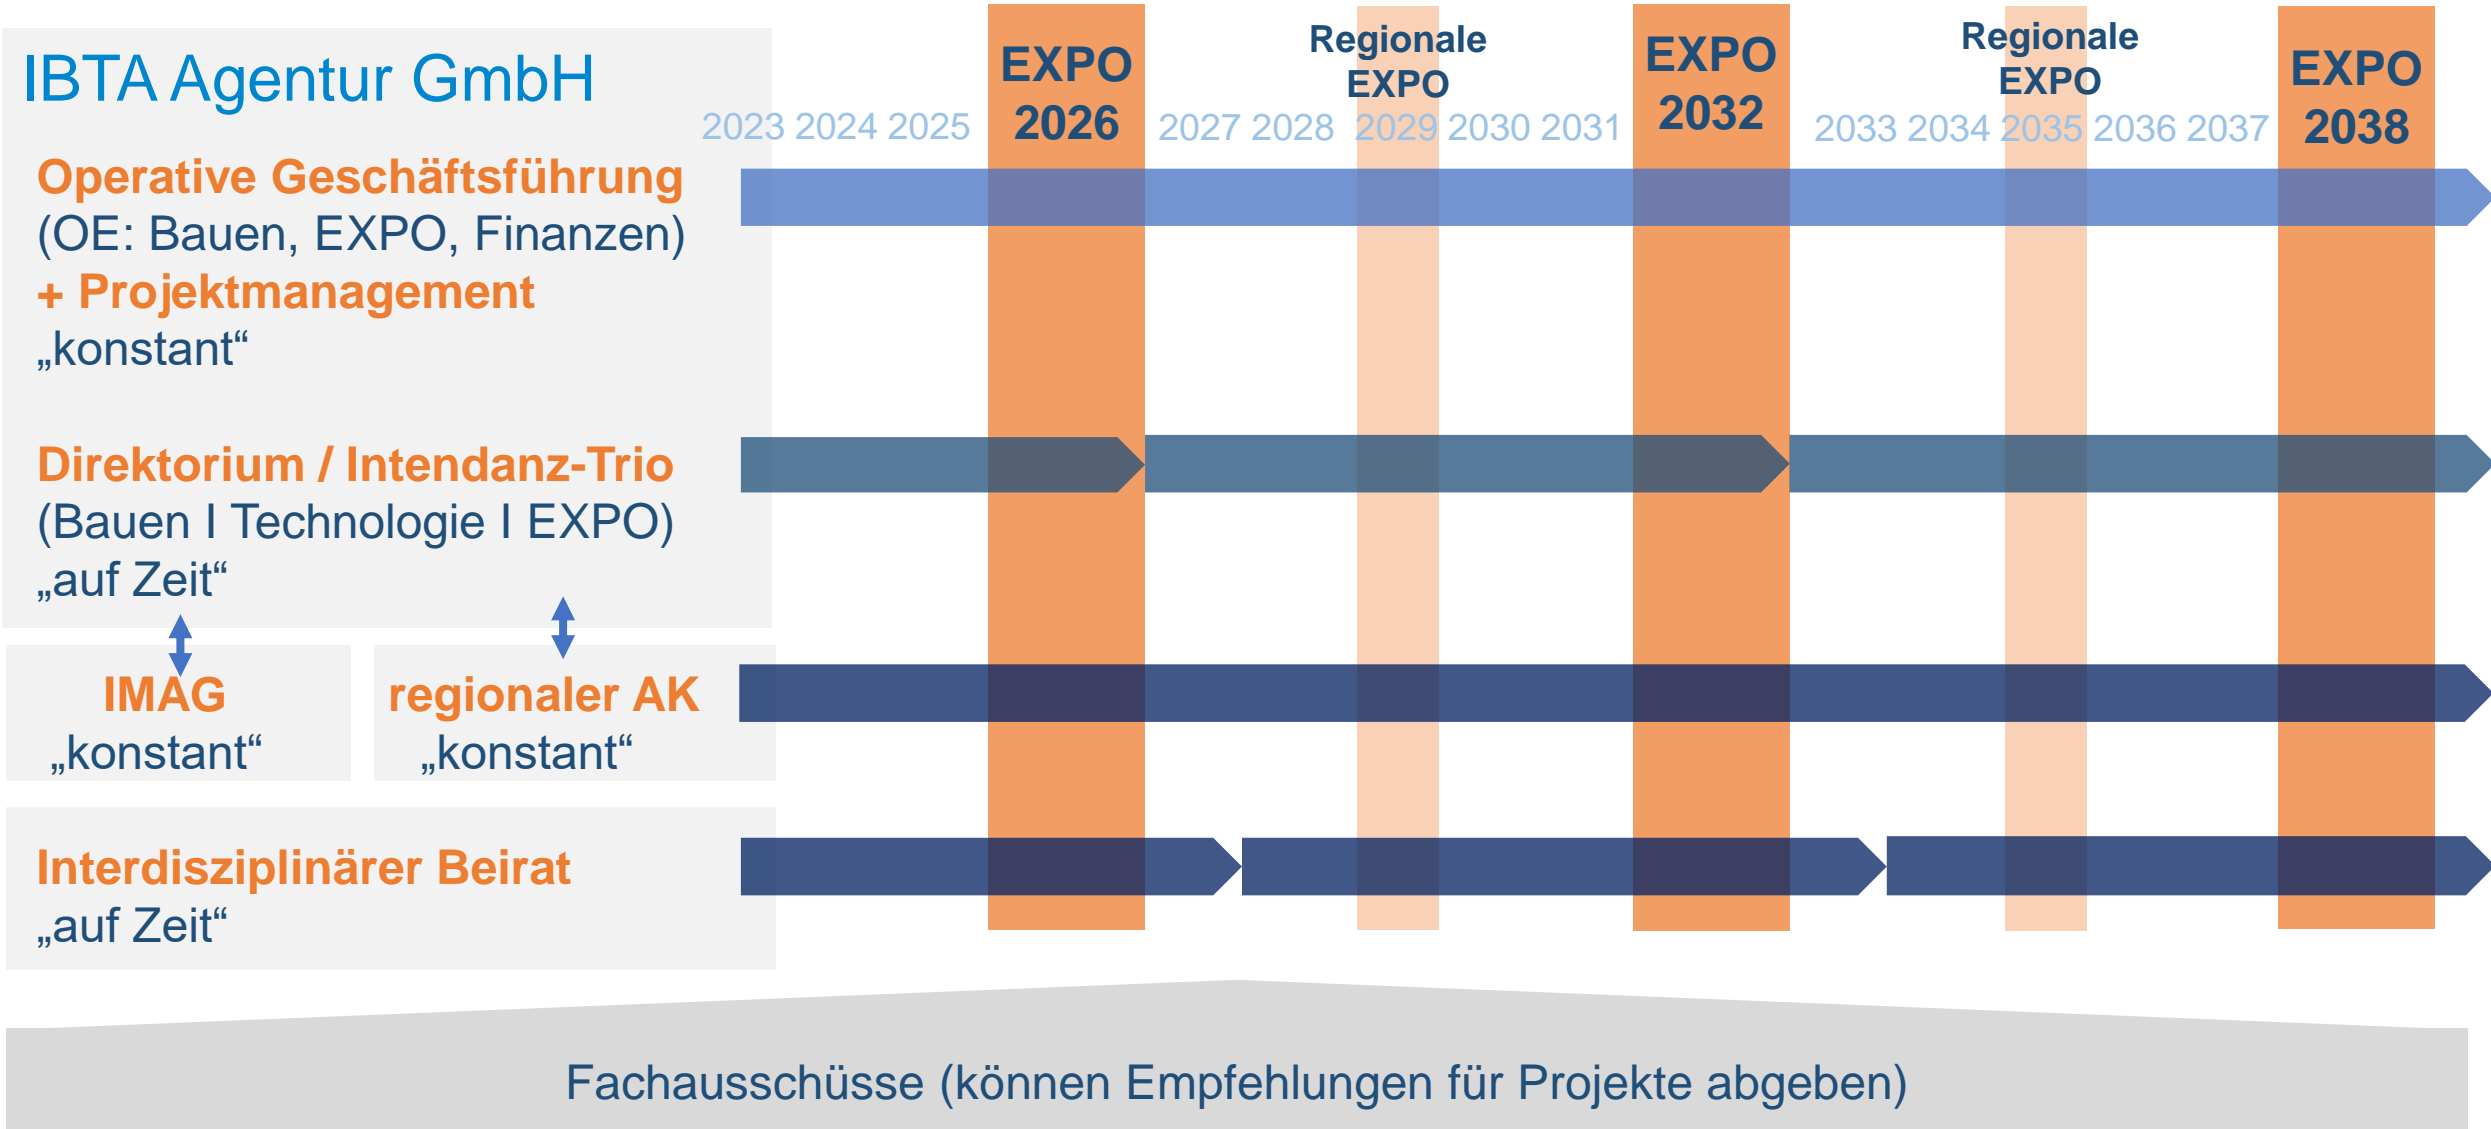 IBTA Agentur GmbH
Operative Geschäftsführung
(OE: Bauen, EXPO, Finanzen)
+ Projektmanagement
„konstant“
Direktorium / Intendanz-Trio
(Bauen I Technologie I EXPO)
„auf Zeit“
IMAG
„konstant“
regionaler AK
„konstant“
Interdisziplinärer Beirat
„auf Zeit“
2023 2024 2025
EXPO
2026
2027 2028 2029 2030 2031
Regionale
EXPO
EXPO
2032
2033 2034 2035 2036 2037
Regionale
EXPO
EXPO
2038
Fachausschüsse (können Empfehlungen für Projekte abgeben)